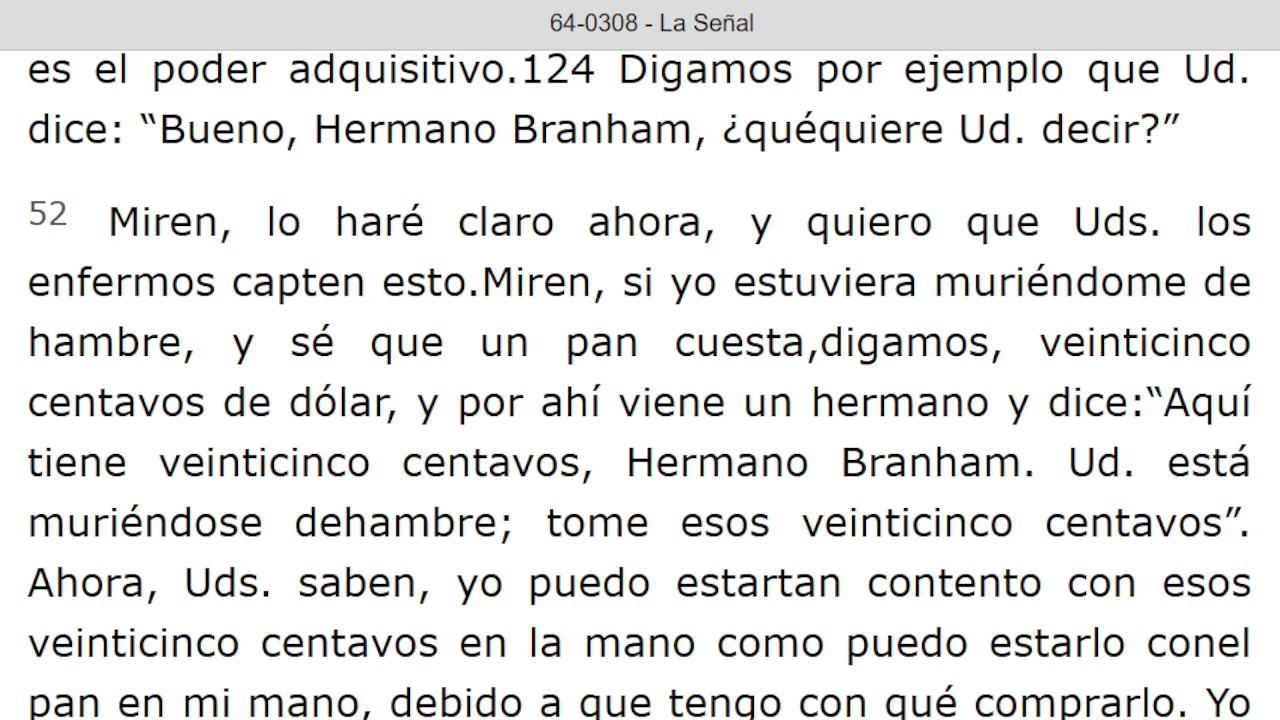 64-0308 - La Señal
es el poder adquisitivo.124 Digamos por ejemplo que Ud.
dice: “Bueno, Hermano Branham, ¿quéquiere Ud. decir?”
52 Miren, lo haré claro ahora, y quiero que Uds. los
enfermos capten esto.Miren, si yo estuviera muriéndome de
hambre, y sé que un pan cuesta,digamos, veinticinco
centavos de dólar, y por ahí viene un hermano y dice:“Aquí
tiene veinticinco centavos, Hermano Branham. Ud. está
muriéndose dehambre; tome esos veinticinco centavos”.
Ahora, Uds. saben, yo puedo estartan contento con esos
veinticinco centavos en la mano como puedo estarlo conel
pan en mi mano, debido a que tengo con qué comprarlo. Yo